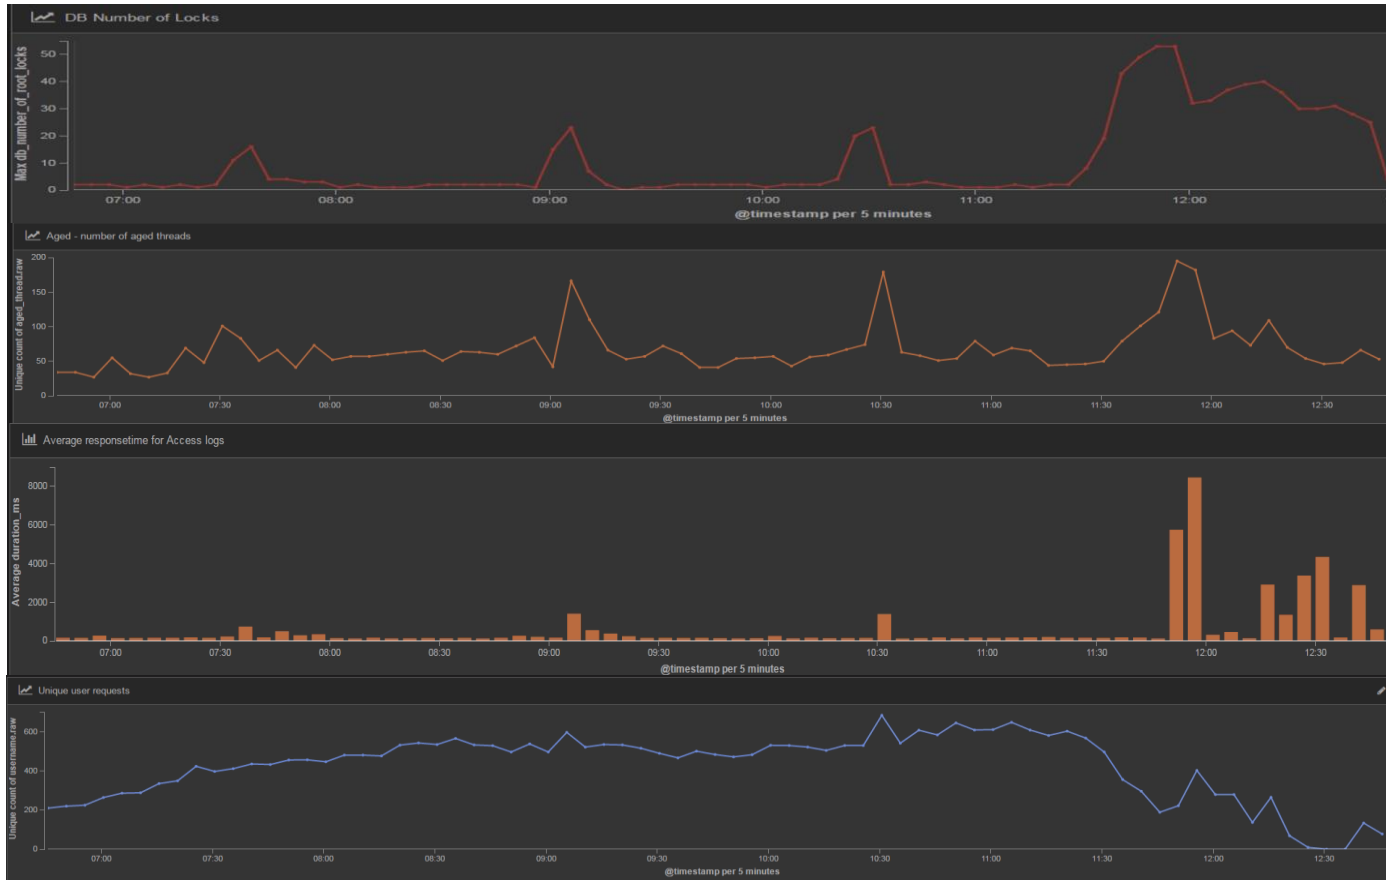 DB Number of Locks
Max db_number_of_root_locks
50
40
30
20
10
0
07:00 08:00 09:00 10:00 11:00 12:00
@timestamp per 5 minutes
Aged - number of aged threads
Unique count of aged_thread.raw
200
150
100
50
0
07:00 07:30 08:00 08:30 09:00 09:30 10:00 10:30 11:00 11:30 12:00 12:30
@timestamp per 5 minutes
Average responsetime for Access logs
Average duration_ms
8000
6000
4000
2000
0
07:00 07:30 08:00 08:30 09:00 09:30 10:00 10:30 11:00 11:30 12:00 12:30
@timestamp per 5 minutes
Unique user requests
Unique count of username.raw
600
400
200
0
07:00 07:30 08:00 08:30 09:00 09:30 10:00 10:30 11:00 11:30 12:00 12:30
@timestamp per 5 minutes